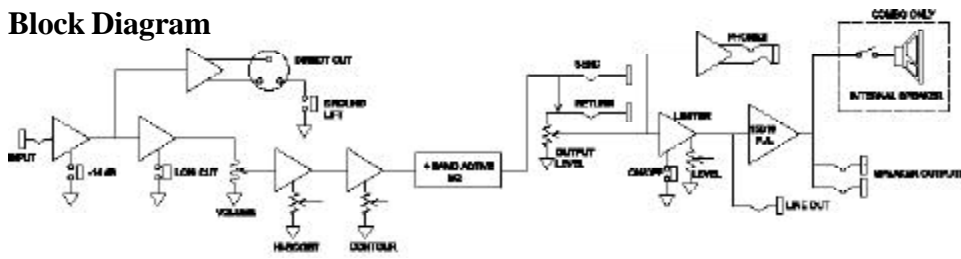 Block Diagram
COMBO ONLY
PHONES
DIRECT OUT
SEND
GROUND
LIFT
RETURN
INTERNAL SPEAKER
LIMITER
INPUT
-14 dB
LOW CUT
4 BAND ACTIVE
EQ
OUTPUT
LEVEL
ON/OFF
LEVEL
P.A.
SPEAKER OUTPUTS
VOLUME
LINE OUT
HI-BOOST
CONTOUR